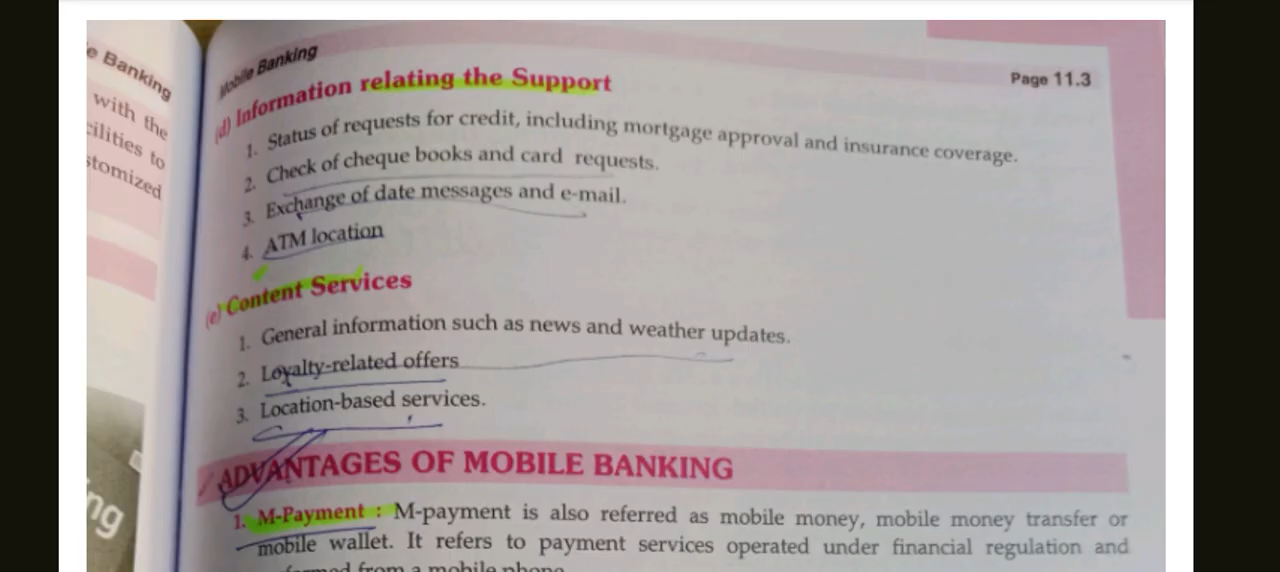 e Banking
with the
cilities to
stomized
ng
Mobile Banking
Page 11.3
(d) Information relating the Support
1. Status of requests for credit, including mortgage approval and insurance coverage.
2. Check of cheque books and card requests.
3. Exchange of date messages and e-mail.
4. ATM location
(e) Content Services
1. General information such as news and weather updates.
2. Loyalty-related offers
3. Location-based services.
ADVANTAGES OF MOBILE BANKING
1. M-Payment : M-payment is also referred as mobile money, mobile money transfer or
mobile wallet. It refers to payment services operated under financial regulation and
from a mobile phone